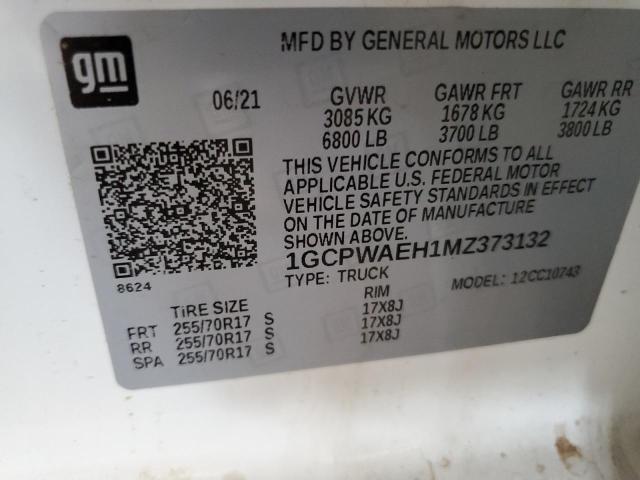 gm
MFD BY GENERAL MOTORS LLC
06/21 GVWR GAWR FRT GAWR RR
3085 KG 1678 KG 1724 KG
6800 LB 3700 LB 3800 LB
THIS VEHICLE CONFORMS TO ALL
APPLICABLE U.S. FEDERAL MOTOR
VEHICLE SAFETY STANDARDS IN EFFECT
ON THE DATE OF MANUFACTURE
SHOWN ABOVE.
1GCPWAEH1MZ373132
TYPE: TRUCK MODEL: 12CC10743
8624
TIRE SIZE RIM
FRT 255/70R17 S 17X8J
RR 255/70R17 S 17X8J
SPA 255/70R17 S 17X8J